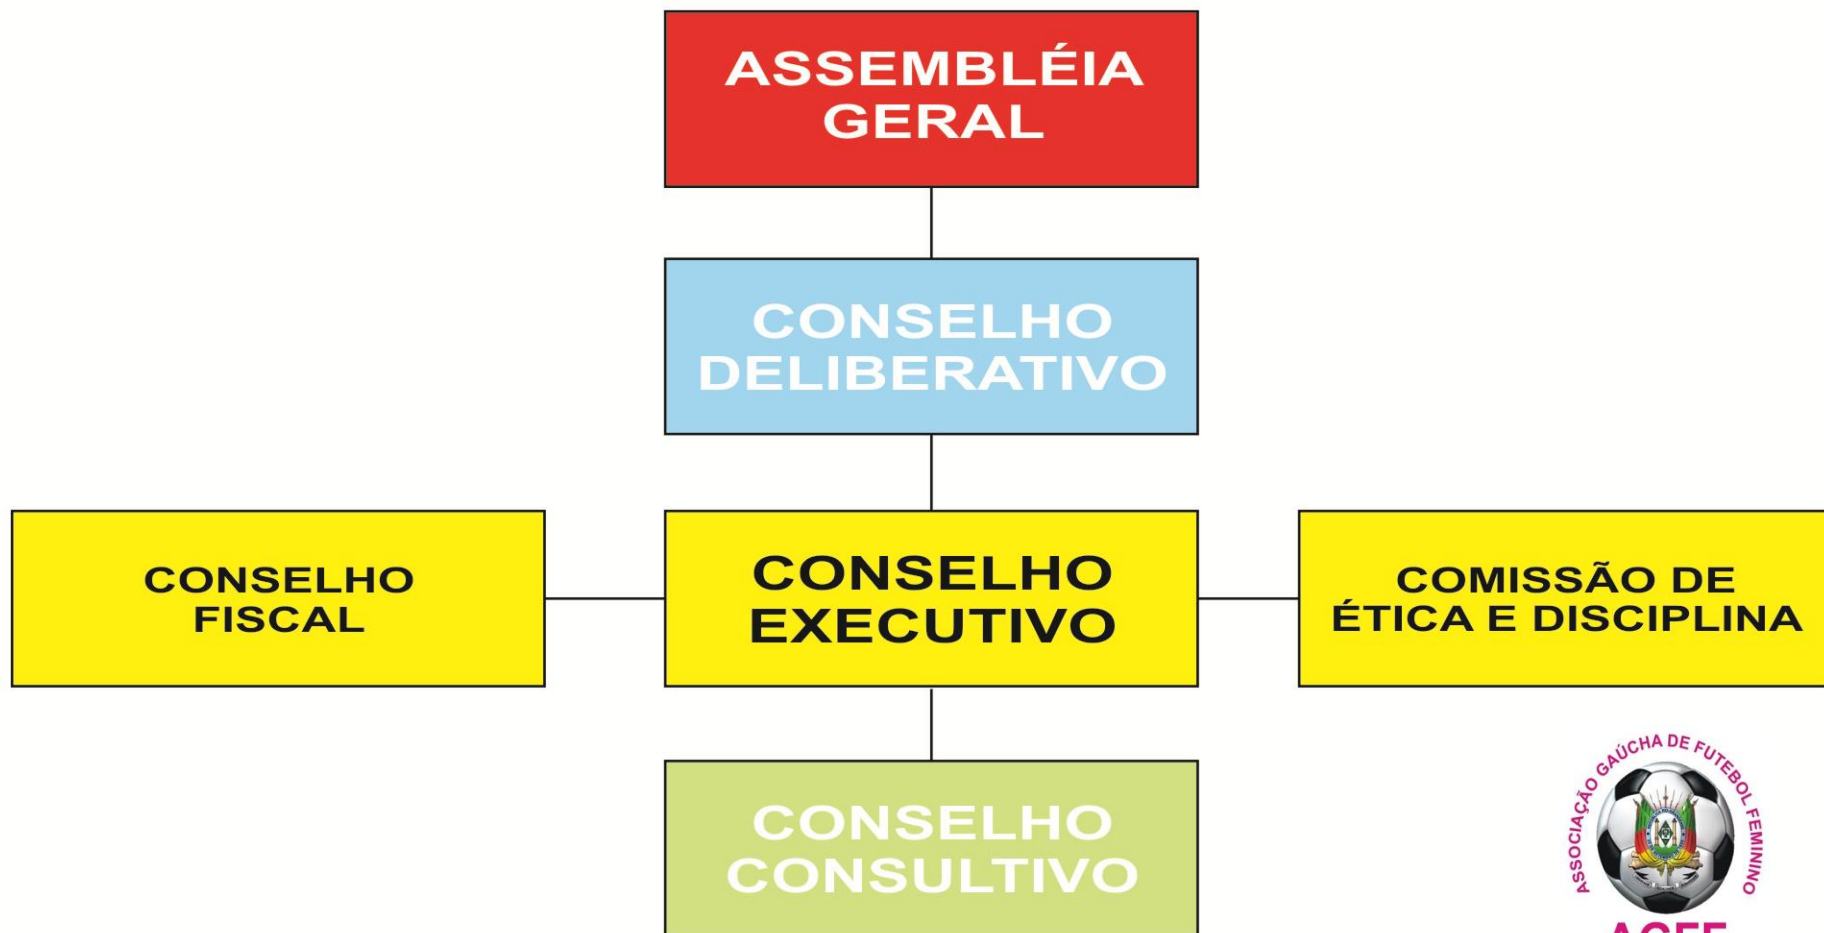 ASSEMBLÉIA
GERAL
CONSELHO
DELIBERATIVO
CONSELHO
FISCAL
CONSELHO
EXECUTIVO
COMISSÃO DE
ÉTICA E DISCIPLINA
CONSELHO
CONSULTIVO
ASSOCIAÇÃO GAÚCHA DE FUTEBOL FEMININO
AGFF